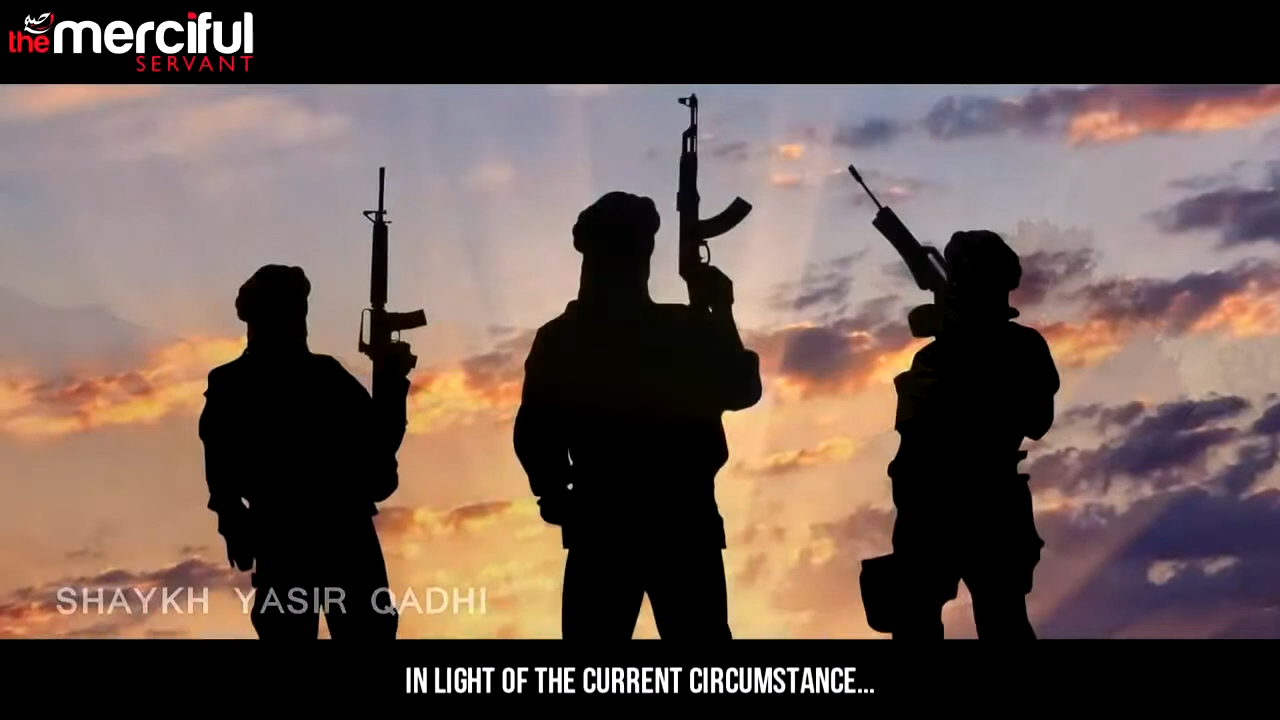 the merciful
SERVANT
SHAYKH YASIR QADHI
IN LIGHT OF THE CURRENT CIRCUMSTANCE...